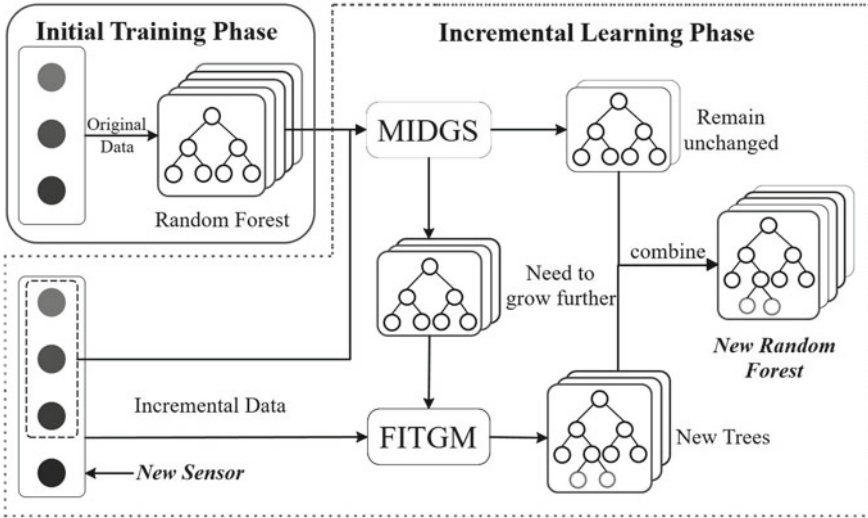 Initial Training Phase
Incremental Learning Phase
Original
Data
Random Forest
MIDGS
Remain
unchanged
Need to
grow further
combine
New Random
Forest
Incremental Data
FITGM
New Trees
New Sensor